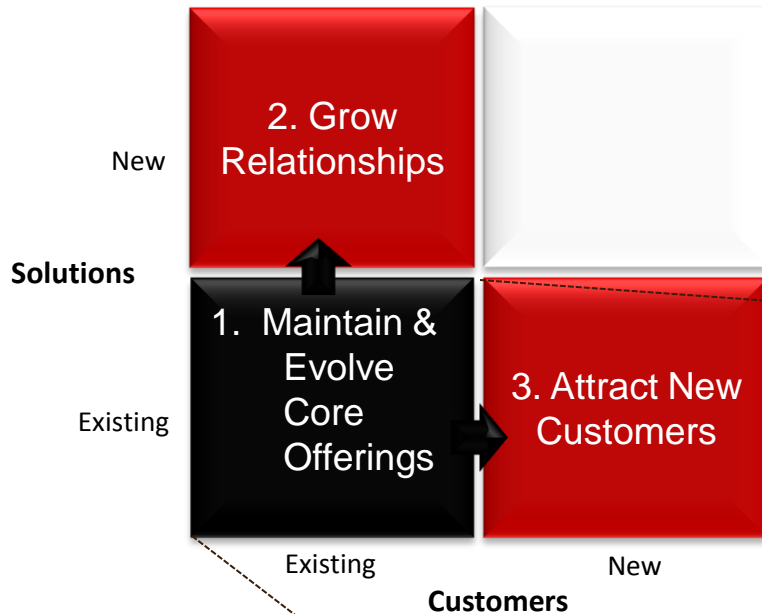 2. Grow
Relationships
New
Solutions
1. Maintain &
Evolve
Core
Offerings
3. Attract New
Customers
Existing
Existing
New
Customers